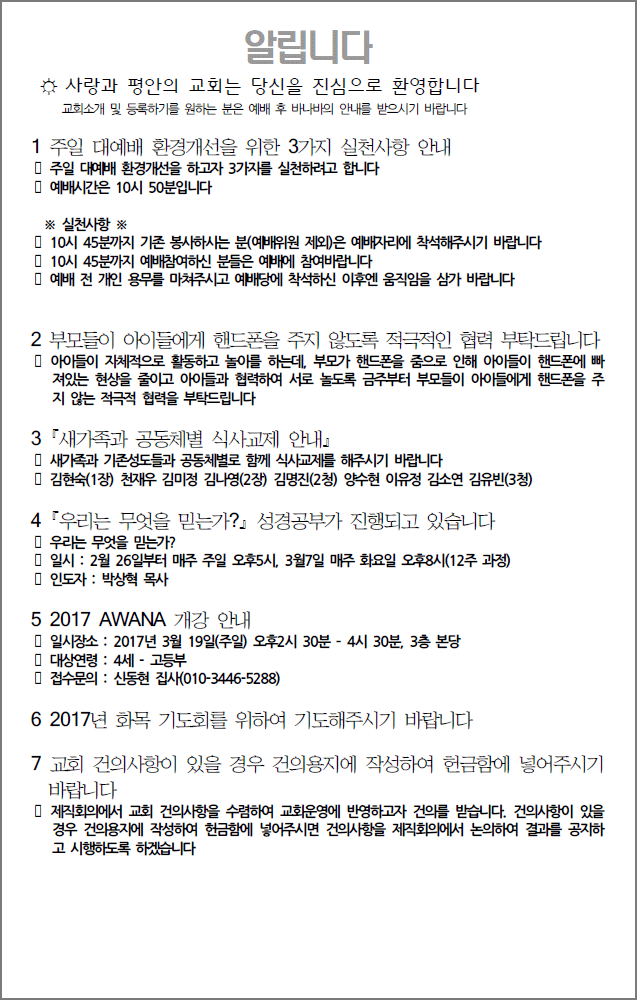 알립니다
☼ 사랑과 평안의 교회는 당신을 진심으로 환영합니다
교회소개 및 등록하기를 원하는 분은 예배 후 바나바의 안내를 받으시기 바랍니다
1 주일 대예배 환경개선을 위한 3가지 실천사항 안내
▯ 주일 대예배 환경개선을 하고자 3가지를 실천하려고 합니다
▯ 예배시간은 10시 50분입니다
※ 실천사항 ※
▯ 10시 45분까지 기존 봉사하시는 분(예배위원 제외)은 예배자리에 착석해주시기 바랍니다
▯ 10시 45분까지 예배참여하신 분들은 예배에 참여바랍니다
▯ 예배 전 개인 용무를 마쳐주시고 예배당에 착석하신 이후엔 움직임을 삼가 바랍니다
2 부모들이 아이들에게 핸드폰을 주지 않도록 적극적인 협력 부탁드립니다
▯ 아이들이 자체적으로 활동하고 놀이를 하는데, 부모가 핸드폰을 줌으로 인해 아이들이 핸드폰에 빠
져있는 현상을 줄이고 아이들과 협력하여 서로 놀도록 금주부터 부모들이 아이들에게 핸드폰을 주
지 않는 적극적 협력을 부탁드립니다
3 『새가족과 공동체별 식사교제 안내』
▯ 새가족과 기존성도들과 공동체별로 함께 식사교제를 해주시기 바랍니다
▯ 김현숙(1장) 천재우 김미정 김나영(2장) 김명진(2청) 양수현 이유정 김소연 김유빈(3청)
4 『우리는 무엇을 믿는가?』 성경공부가 진행되고 있습니다
▯ 우리는 무엇을 믿는가?
▯ 일시 : 2월 26일부터 매주 주일 오후5시, 3월7일 매주 화요일 오후8시(12주 과정)
▯ 인도자 : 박상혁 목사
5 2017 AWANA 개강 안내
▯ 일시장소 : 2017년 3월 19일(주일) 오후2시 30분 - 4시 30분, 3층 본당
▯ 대상연령 : 4세 - 고등부
▯ 접수문의 : 신동현 집사(010-3446-5288)
6 2017년 화목 기도회를 위하여 기도해주시기 바랍니다
7 교회 건의사항이 있을 경우 건의용지에 작성하여 헌금함에 넣어주시기
바랍니다
▯ 제직회의에서 교회 건의사항을 수렴하여 교회운영에 반영하고자 건의를 받습니다. 건의사항이 있을
경우 건의용지에 작성하여 헌금함에 넣어주시면 건의사항을 제직회의에서 논의하여 결과를 공지하
고 시행하도록 하겠습니다